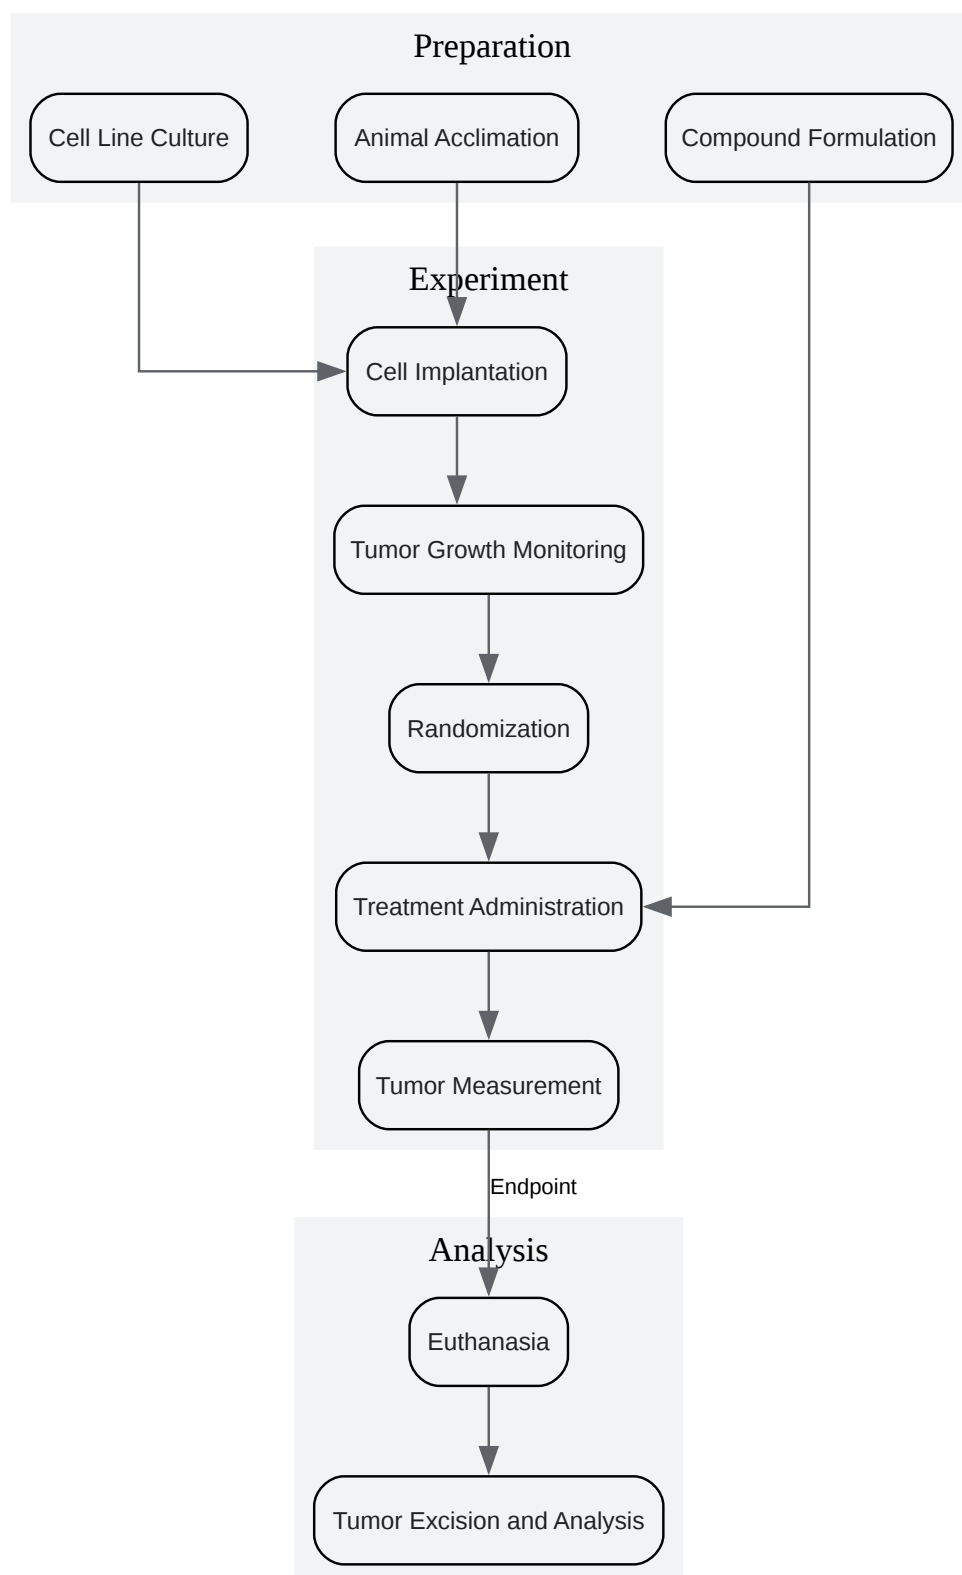 Preparation
Cell Line Culture
Animal Acclimation
Compound Formulation
Experiment
Cell Implantation
Tumor Growth Monitoring
Randomization
Treatment Administration
Tumor Measurement
Endpoint
Analysis
Euthanasia
Tumor Excision and Analysis